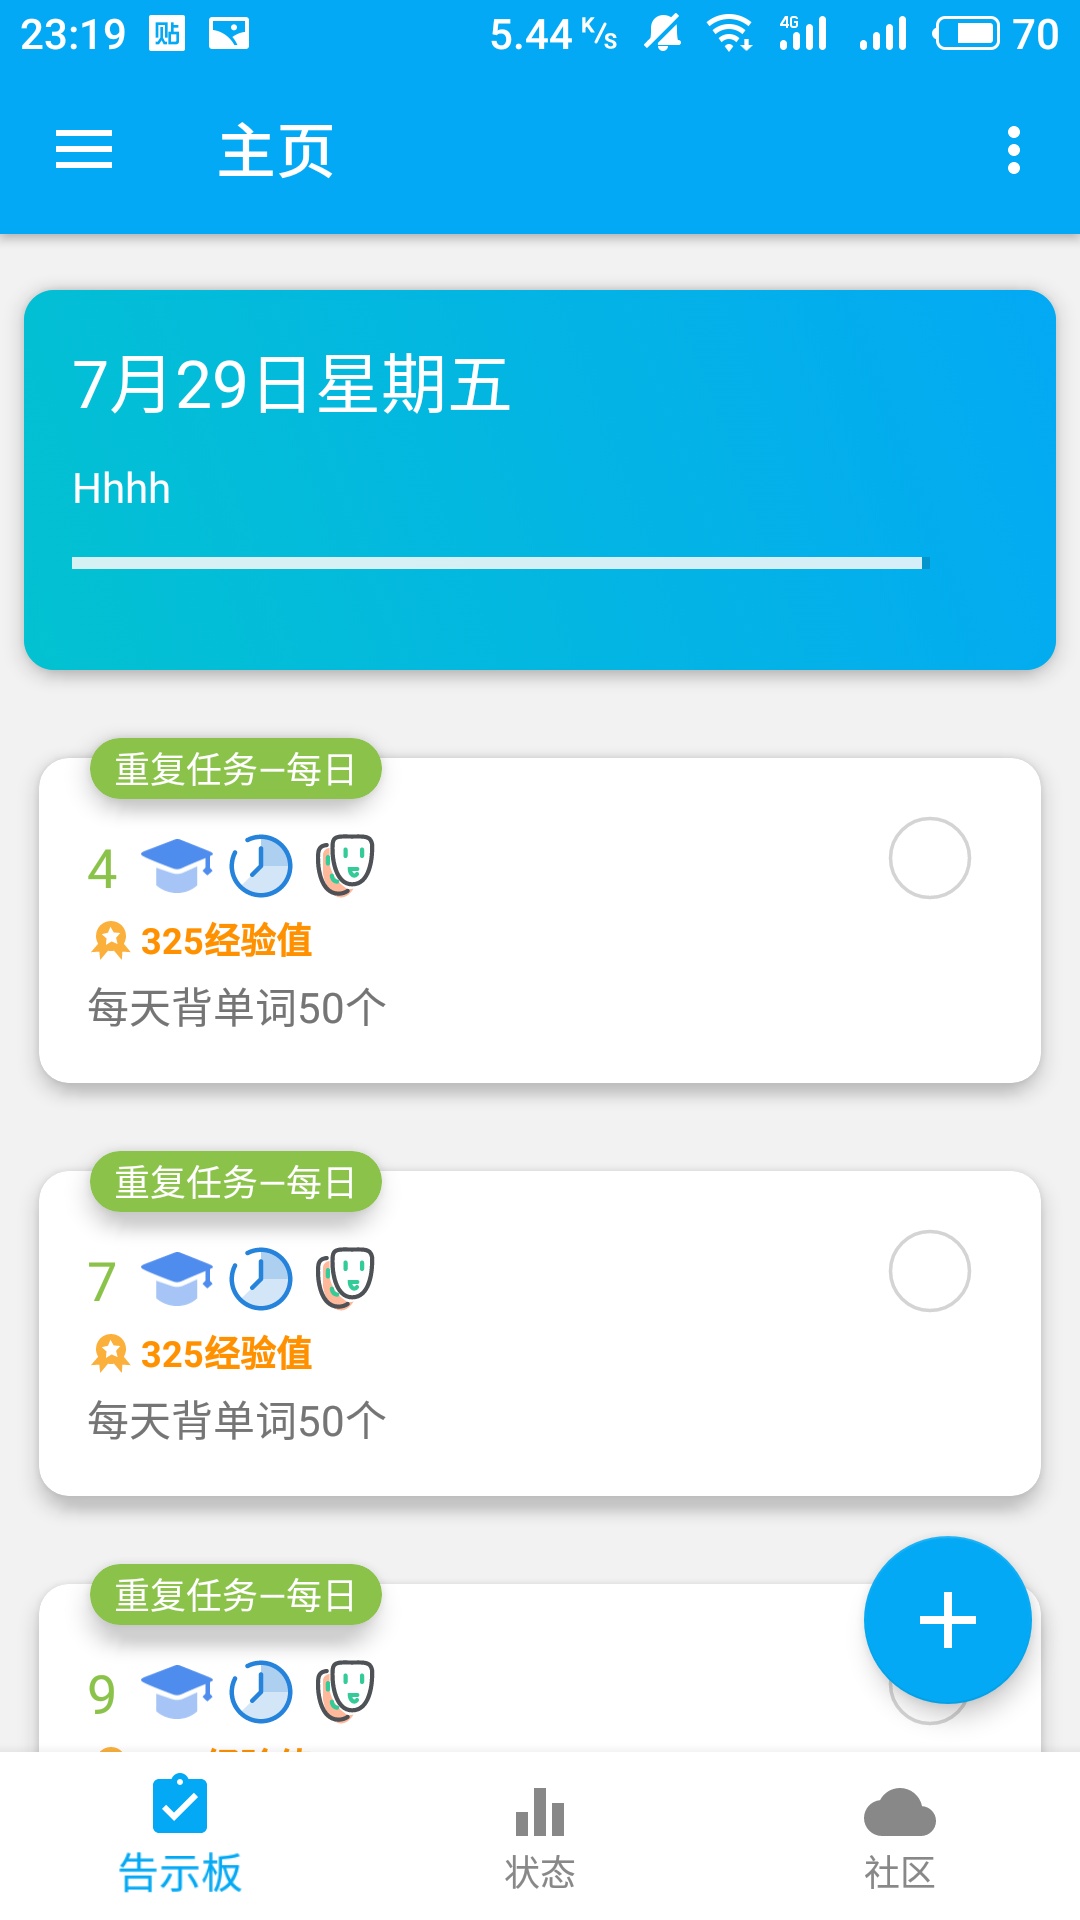 23:19 贴 5.44 K/s 4G 70
主页
7月29日星期五
Hhhh
重复任务–每日
4
325经验值
每天背单词50个
重复任务–每日
7
325经验值
每天背单词50个
重复任务–每日
9
告示板 状态 社区